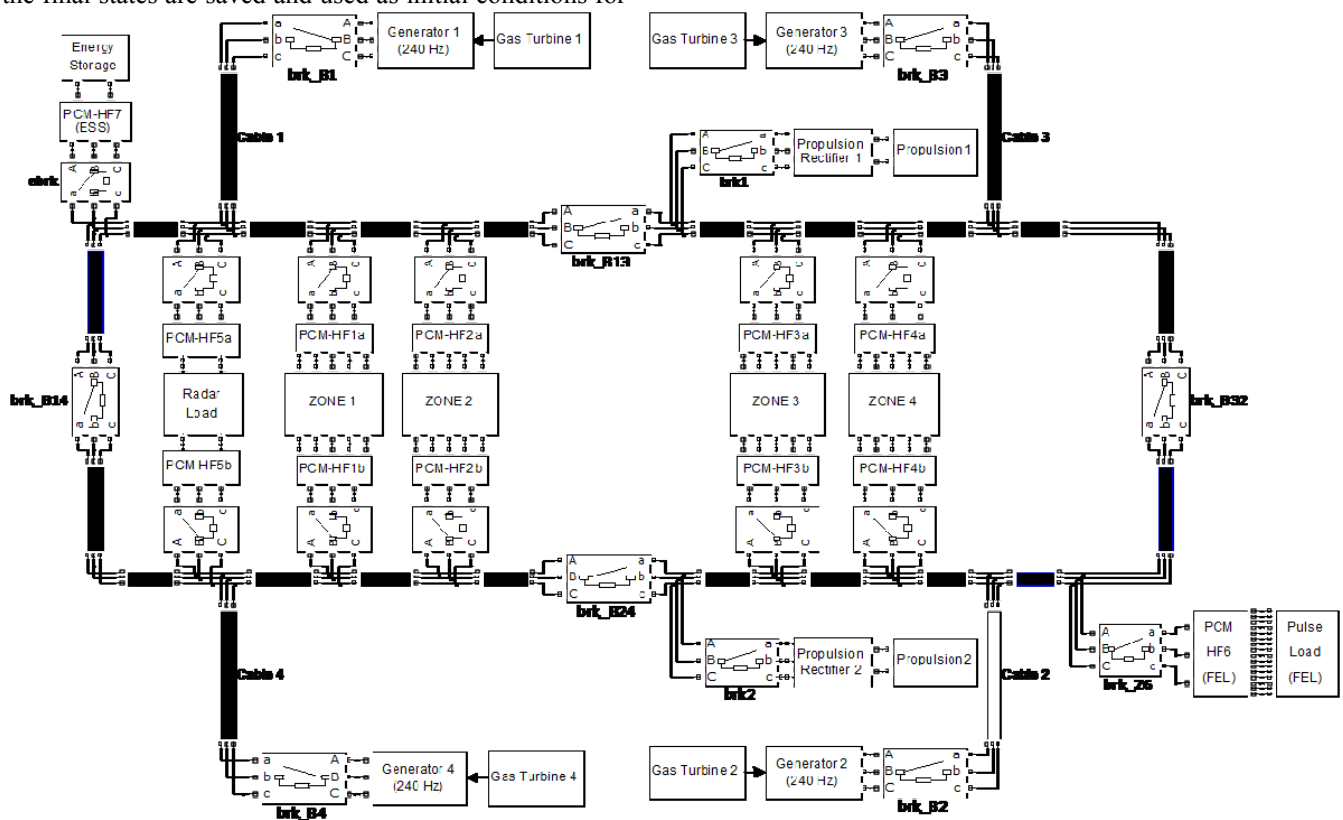 the final states are saved and used as initial conditions for
a A
b B
c C
brk_B1
Generator 1
(240 Hz)
Gas Turbine 1
Gas Turbine 3
Generator 3
(240 Hz)
A a
B b
C c
brk_B3
Energy
Storage
PCM-HF7
(ESS)
A B C
a c
ebrk
Cable 1
A a
B b
C c
brk1
Propulsion
Rectifier 1
Propulsion 1
Cable 3
A a
B b
C c
brk_B13
A B C
a b c
A B C
a b c
A B C
a b c
A B C
a b c
A B C
a b c
PCM-HF5a
PCM-HF1a
PCM-HF2a
PCM-HF3a
PCM-HF4a
A B C
a b c
brk_B14
Radar
Load
ZONE 1
ZONE 2
ZONE 3
ZONE 4
A B C
a b c
brk_B32
PCM HF5b
PCM-HF1b
PCM-HF2b
PCM-HF3b
PCM-HF4b
a b c
A B C
a b c
A B C
a b c
A B C
a b c
A B C
a b c
A B C
A a
D b
C c
brk_B24
Cable 4
A a
B b
C c
brk2
Propulsion
Rectifier 2
Propulsion 2
Cable 2
A a
B b
C c
brk_Z6
PCM
HF6
(FEL)
Pulse
Load
(FEL)
a A
b D
c C
brk_B4
Generator 4
(240 Hz)
Gas Turbine 4
Gas Turbine 2
Generator 2
(240 Hz)
A a
B b
C c
brk_B2